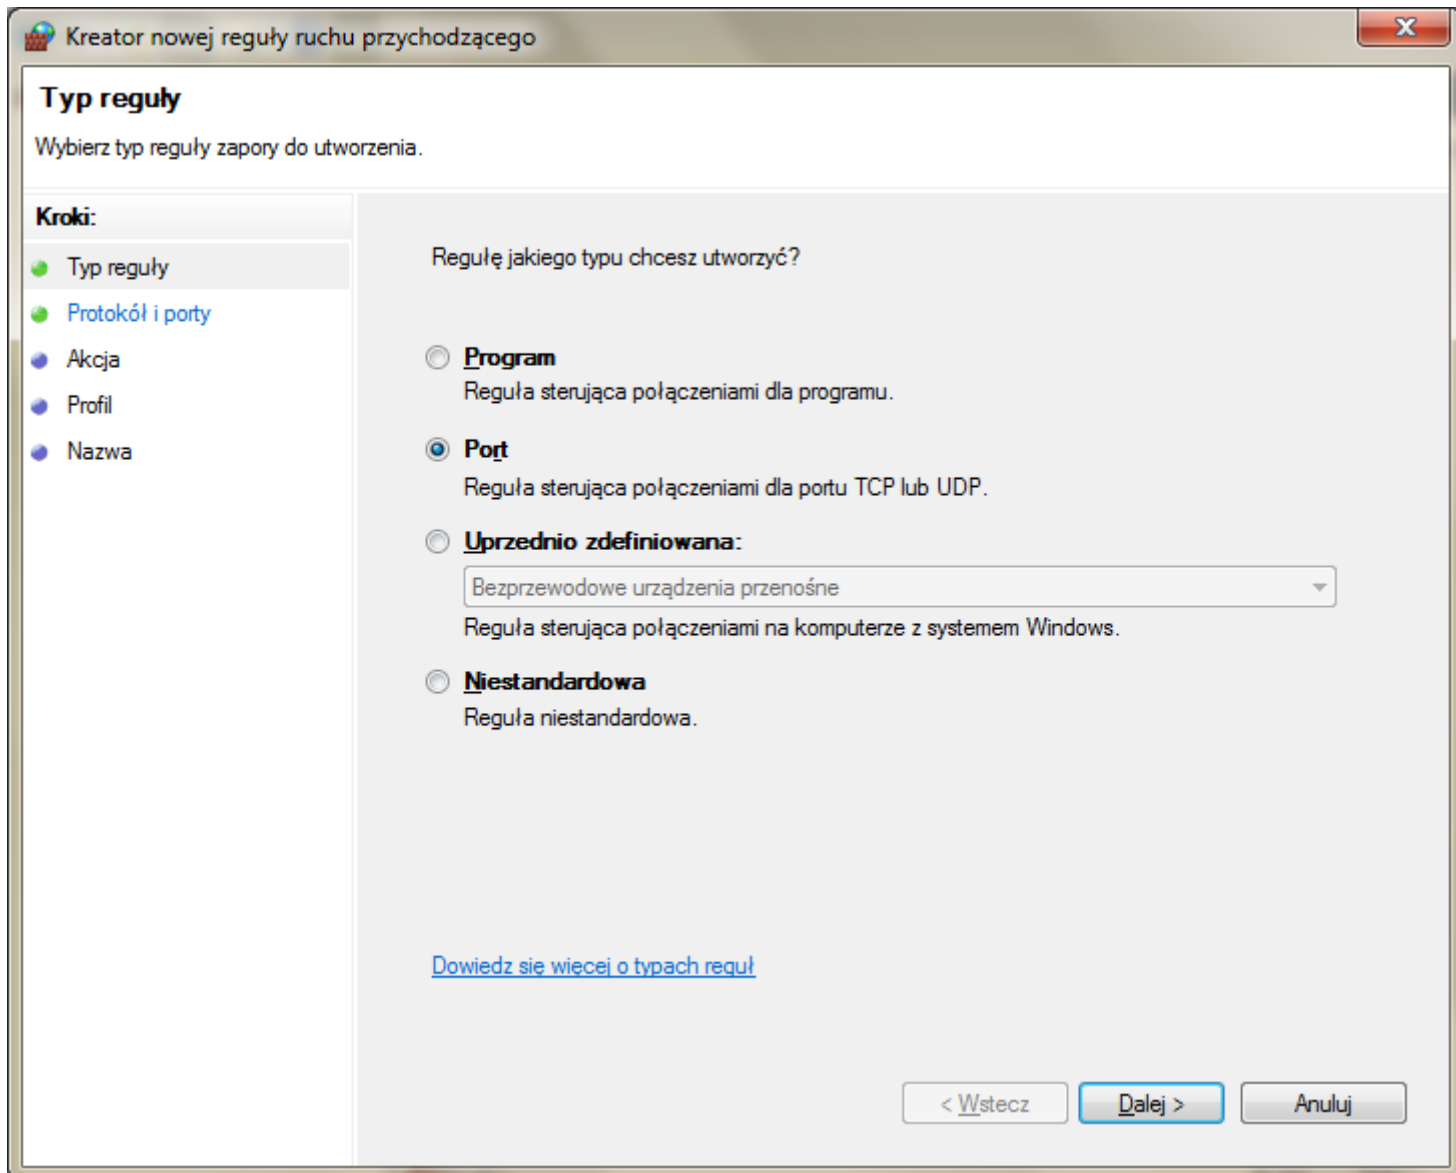 Kreator nowej reguły ruchu przychodzącego
Typ reguły
Wybierz typ reguły zapory do utworzenia.
Kroki:
Typ reguły
Protokół i porty
Akcja
Profil
Nazwa
Regułę jakiego typu chcesz utworzyć?
Program
Reguła sterująca połączeniami dla programu.
Port
Reguła sterująca połączeniami dla portu TCP lub UDP.
Uprzednio zdefiniowana:
Bezprzewodowe urządzenia przenośne
Reguła sterująca połączeniami na komputerze z systemem Windows.
Niestandardowa
Reguła niestandardowa.
Dowiedz się więcej o typach reguł
< Wstecz Dalej > Anuluj